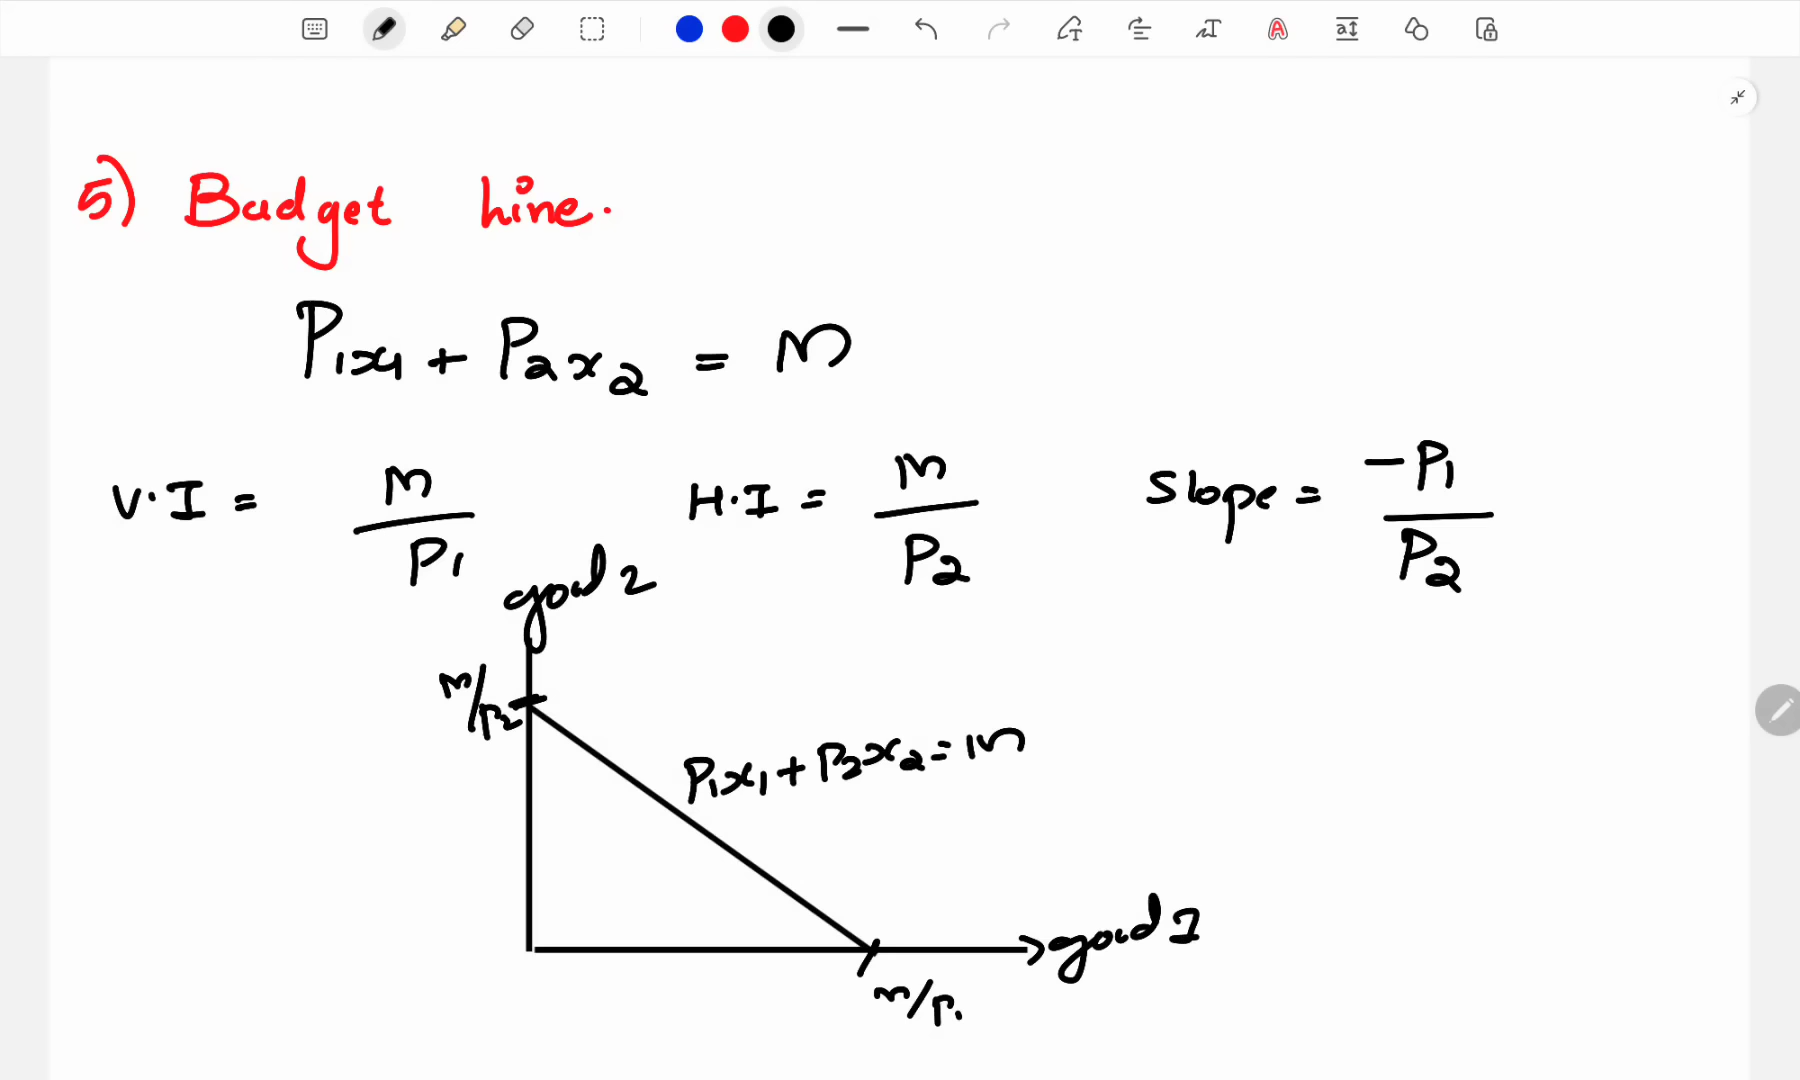 5) Budget Line.
P1x1 + P2x2 = m
V.I = m/P1 H.I = m/P2 Slope = -P1/P2
good 2
m/P2
P1x1 + P2x2 = m
good 1
m/P1